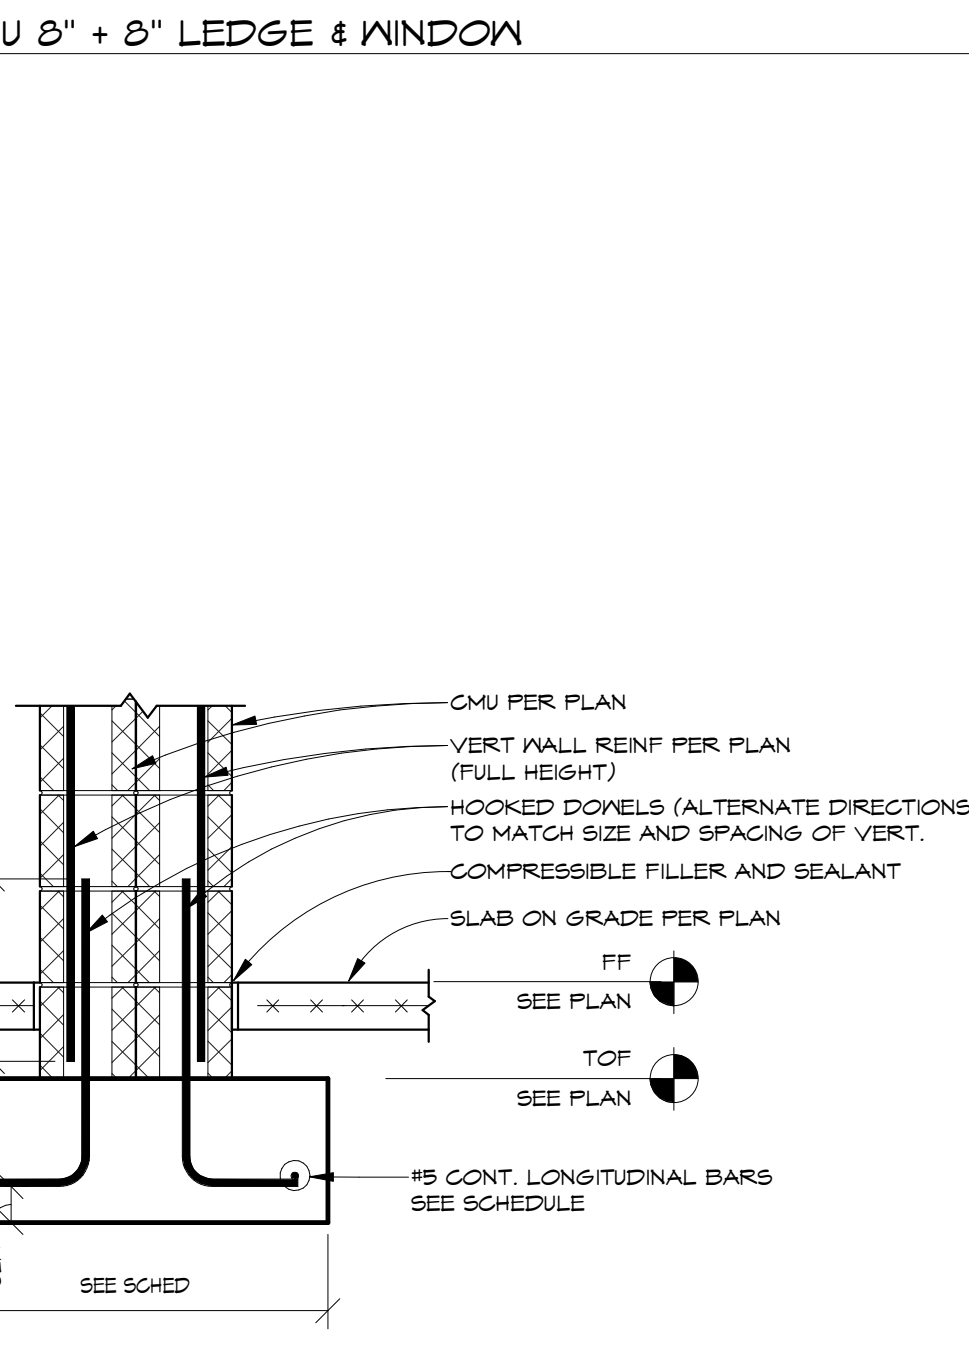 U 8" + 8" LEDGE & WINDOW
CMU PER PLAN
VERT WALL REINF PER PLAN
(FULL HEIGHT)
HOOKED DOWELS (ALTERNATE DIRECTIONS
TO MATCH SIZE AND SPACING OF VERT.
COMPRESSIBLE FILLER AND SEALANT
SLAB ON GRADE PER PLAN
FF
SEE PLAN
TOF
SEE PLAN
#5 CONT. LONGITUDINAL BARS
SEE SCHEDULE
SEE SCHED